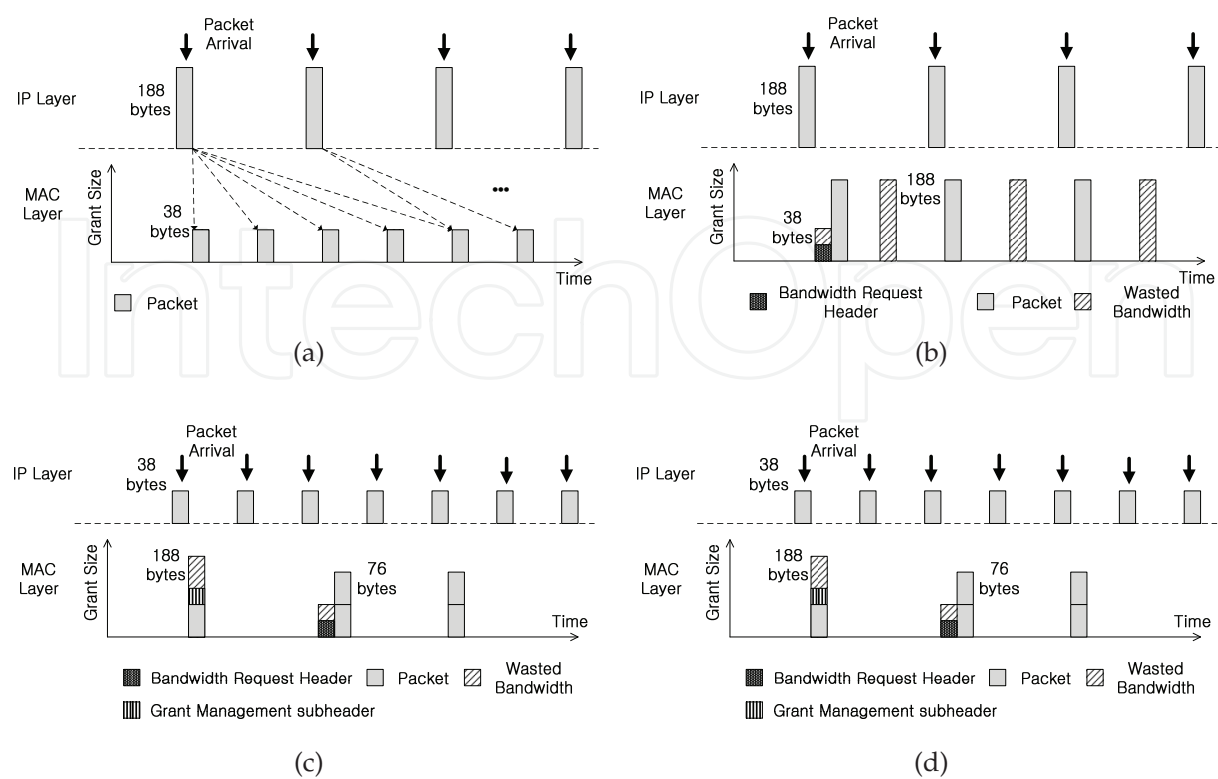 Packet
Arrival
IP Layer
188
bytes
MAC
Layer
Grant Size
38
bytes
•••
Time
Packet
(a)
Packet
Arrival
IP Layer
188
bytes
MAC
Layer
Grant Size
38
bytes
188
bytes
Time
Bandwidth Request
Header
Packet
Wasted
Bandwidth
(b)
IntechOpen
Packet
Arrival
IP Layer
38
bytes
MAC
Layer
Grant Size
188
bytes
76
bytes
Time
Bandwidth Request Header
Packet
Wasted
Bandwidth
Grant Management subheader
(c)
Packet
Arrival
IP Layer
38
bytes
MAC
Layer
Grant Size
188
bytes
76
bytes
Time
Bandwidth Request Header
Packet
Wasted
Bandwidth
Grant Management subheader
(d)